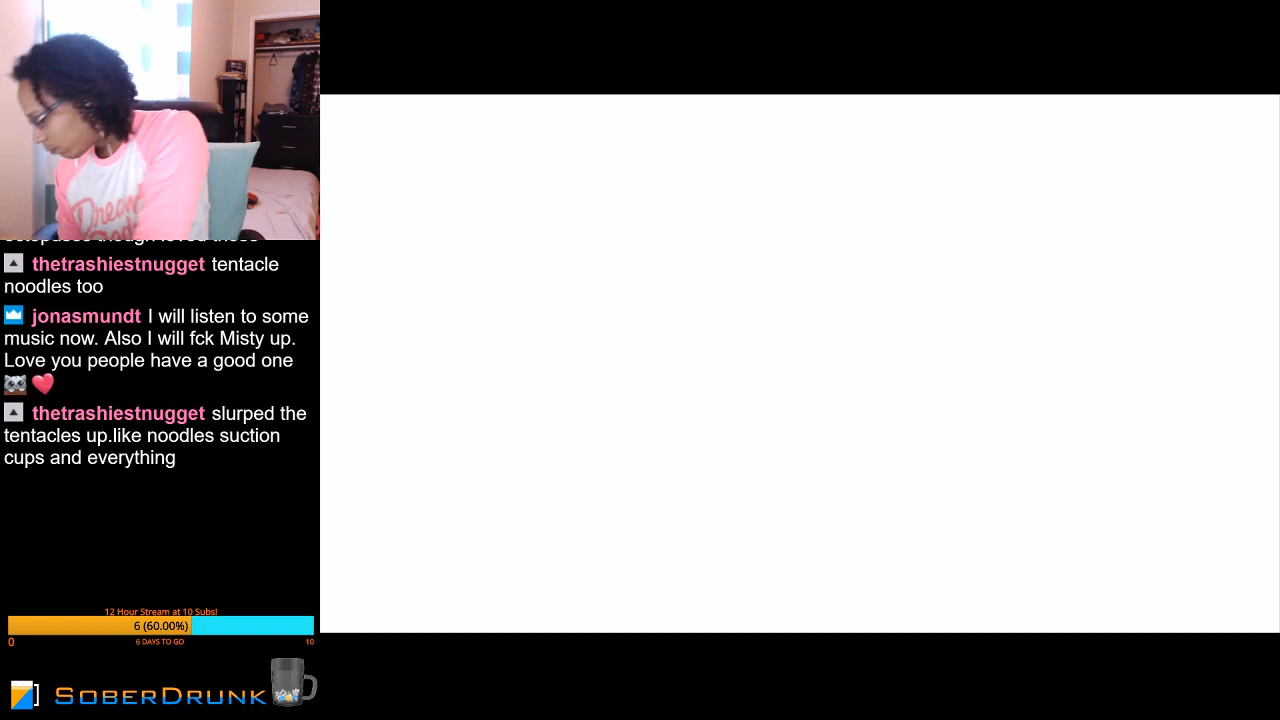 Dream
thetrashiestnugget tentacle
noodles too
jonasmundt I will listen to some
music now. Also I will fck Misty up.
Love you people have a good one
thetrashiestnugget slurped the
tentacles up.like noodles suction
cups and everything
12 Hour Stream at 10 Subs!
6 (60.00%)
0
6 DAYS TO GO
10
SOBERDRUNK